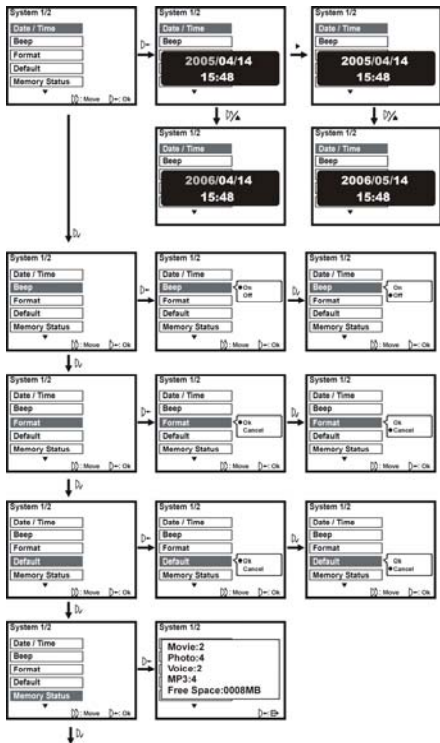 System 1/2
Date / Time
Beep
Format
Default
Memory Status
: Move : Ok
System 1/2
Date / Time
Beep
2005/04/14
15:48
System 1/2
Date / Time
Beep
2005/04/14
15:48
System 1/2
Date / Time
Beep
2006/04/14
15:48
System 1/2
Date / Time
Beep
2006/05/14
15:48
System 1/2
Date / Time
Beep
Format
Default
Memory Status
: Move : Ok
System 1/2
Date / Time
Beep
On
Off
Format
Default
Memory Status
: Move : Ok
System 1/2
Date / Time
Beep
On
Off
Format
Default
Memory Status
: Move : Ok
System 1/2
Date / Time
Beep
Format
Default
Memory Status
: Move : Ok
System 1/2
Date / Time
Beep
Format
Ok
Cancel
Default
Memory Status
: Move : Ok
System 1/2
Date / Time
Beep
Format
Ok
Cancel
Default
Memory Status
: Move : Ok
System 1/2
Date / Time
Beep
Format
Default
Memory Status
: Move : Ok
System 1/2
Date / Time
Beep
Format
Default
Ok
Cancel
Memory Status
: Move : Ok
System 1/2
Date / Time
Beep
Format
Default
Ok
Cancel
Memory Status
: Move : Ok
System 1/2
Date / Time
Beep
Format
Default
Memory Status
: Move : Ok
System 1/2
Movie:2
Photo:4
Voice:2
MP3:4
Free Space:0008MB